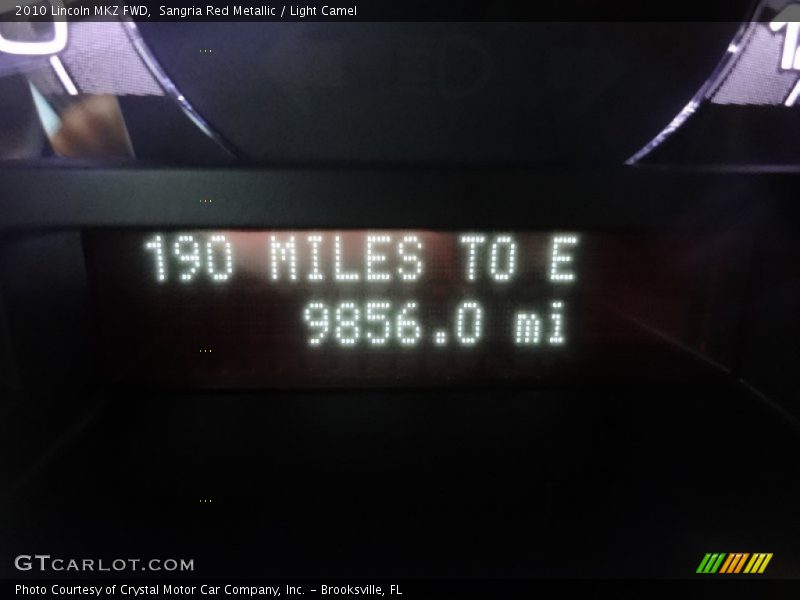 2010 Lincoln MKZ FWD, Sangria Red Metallic / Light Camel
190 MILES TO E
9856.0 mi
GTCARLOT.COM
Photo Courtesy of Crystal Motor Car Company, Inc. - Brooksville, FL